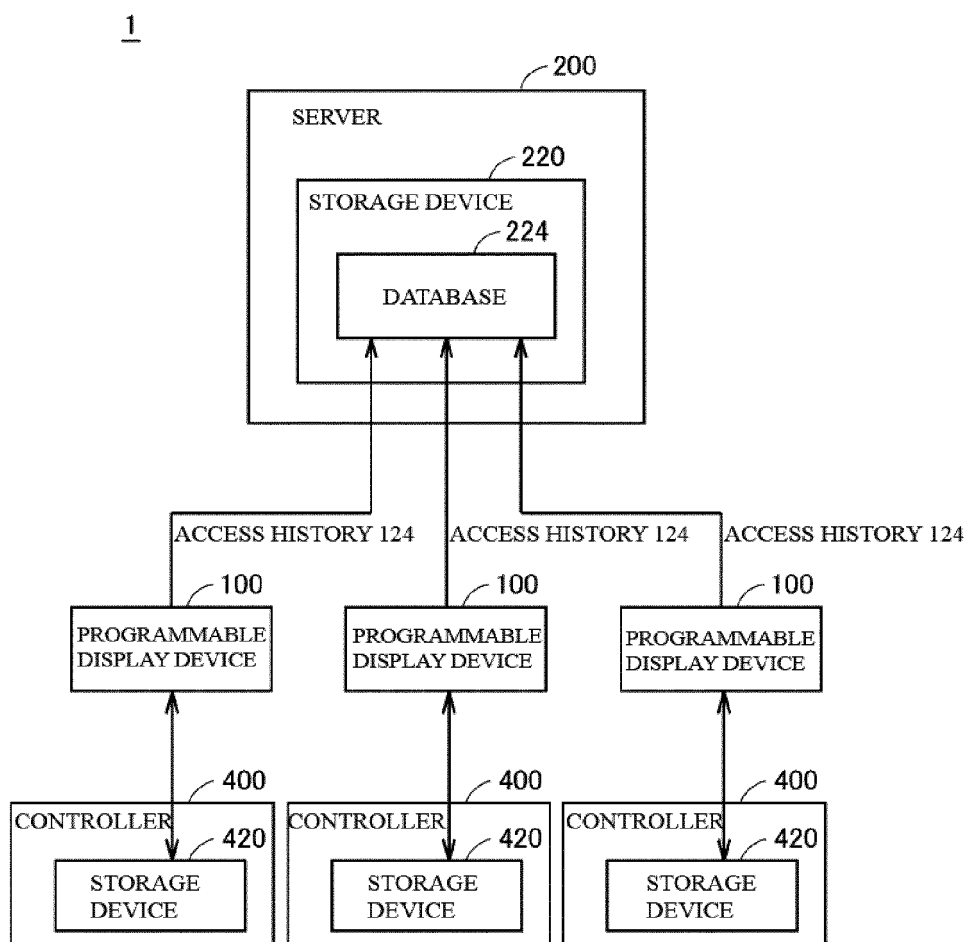 1
200
SERVER
220
STORAGE DEVICE
224
DATABASE
ACCESS HISTORY 124
ACCESS HISTORY 124
ACCESS HISTORY 124
100
100
100
PROGRAMMABLE
DISPLAY DEVICE
PROGRAMMABLE
DISPLAY DEVICE
PROGRAMMABLE
DISPLAY DEVICE
400
400
400
CONTROLLER
CONTROLLER
CONTROLLER
420
420
420
STORAGE
DEVICE
STORAGE
DEVICE
STORAGE
DEVICE